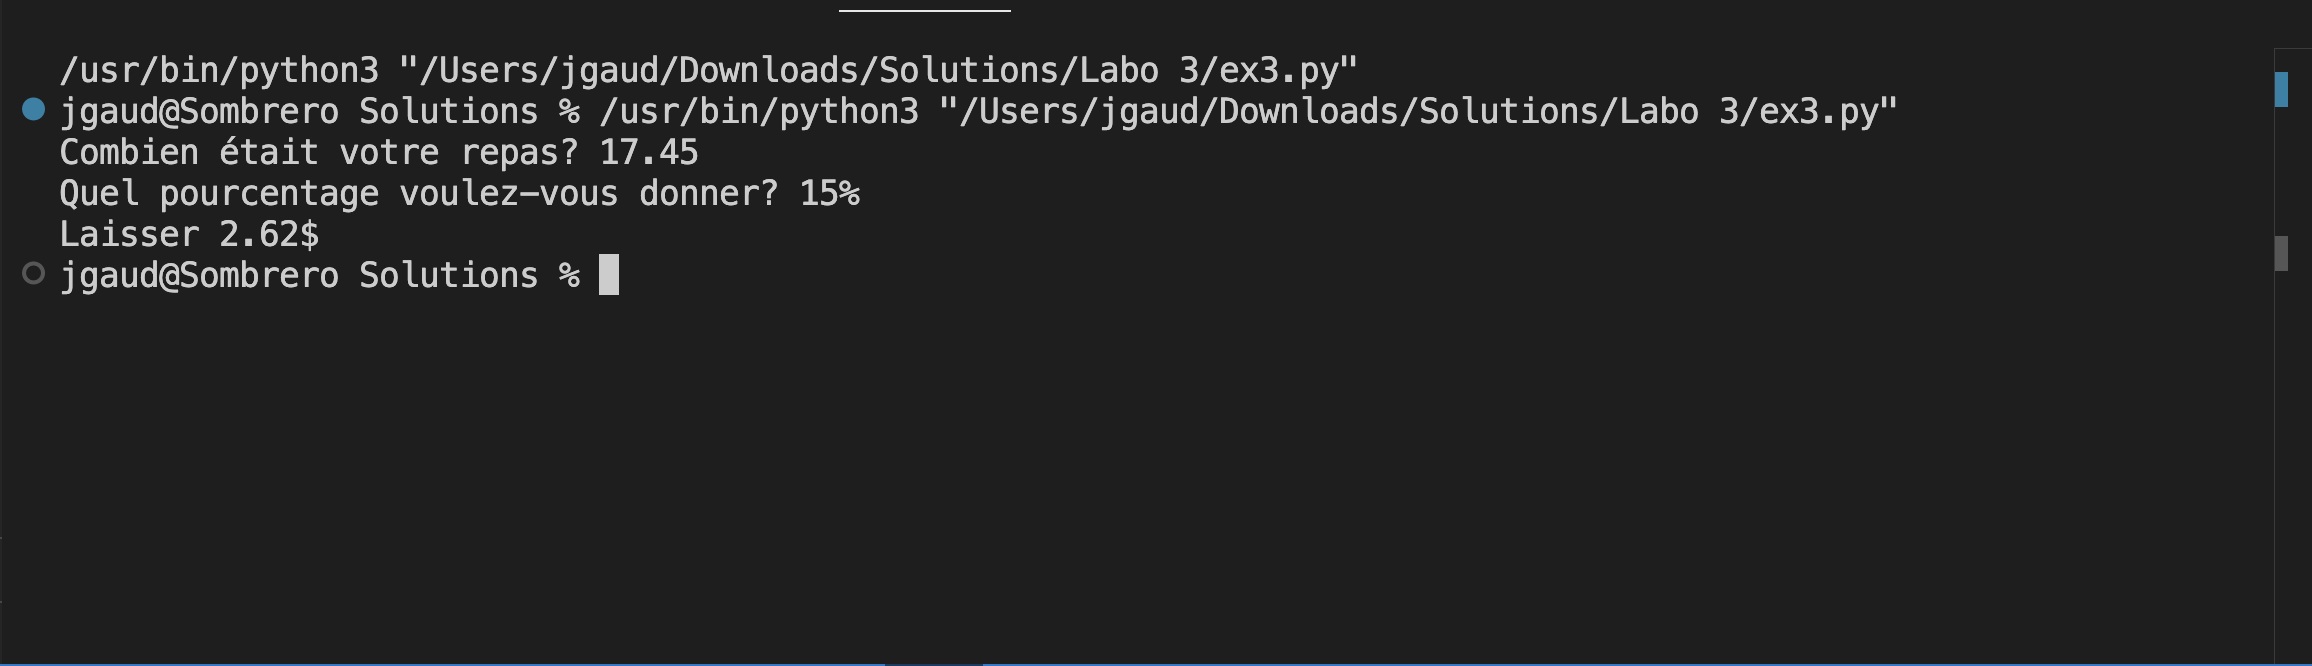 /usr/bin/python3 "/Users/jgaud/Downloads/Solutions/Labo 3/ex3.py"
jgaud@Sombrero Solutions % /usr/bin/python3 "/Users/jgaud/Downloads/Solutions/Labo 3/ex3.py"
Combien était votre repas? 17.45
Quel pourcentage voulez-vous donner? 15%
Laisser 2.62$
jgaud@Sombrero Solutions %